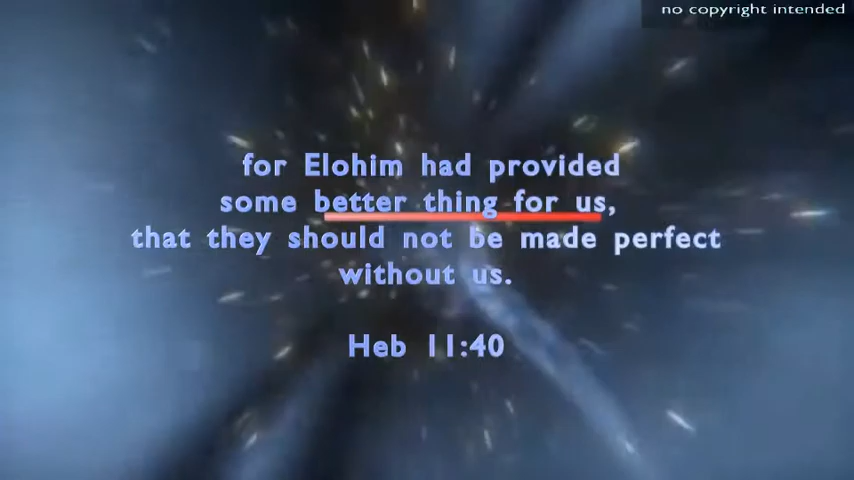 no copyright intended
for Elohim had provided
some better thing for us,
that they should not be made perfect
without us.
Heb 11:40